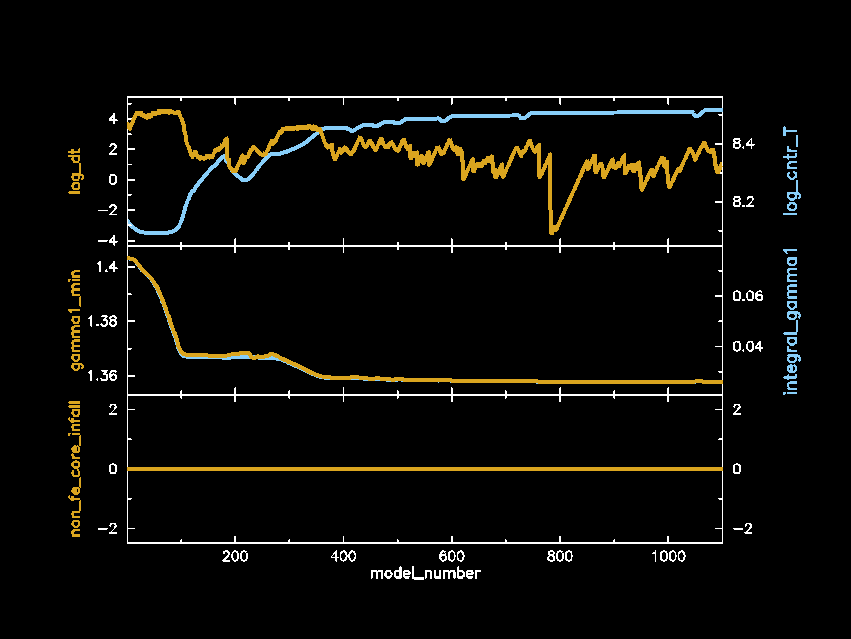 4
2
0
−2
−4
log_dt
8.4
8.2
log_cntr_T
1.4
1.38
1.36
gamma1_min
0.06
0.04
integral_gamma1
2
0
−2
non_fe_core_infall
2
0
−2
200 400 600 800 1000
model_number